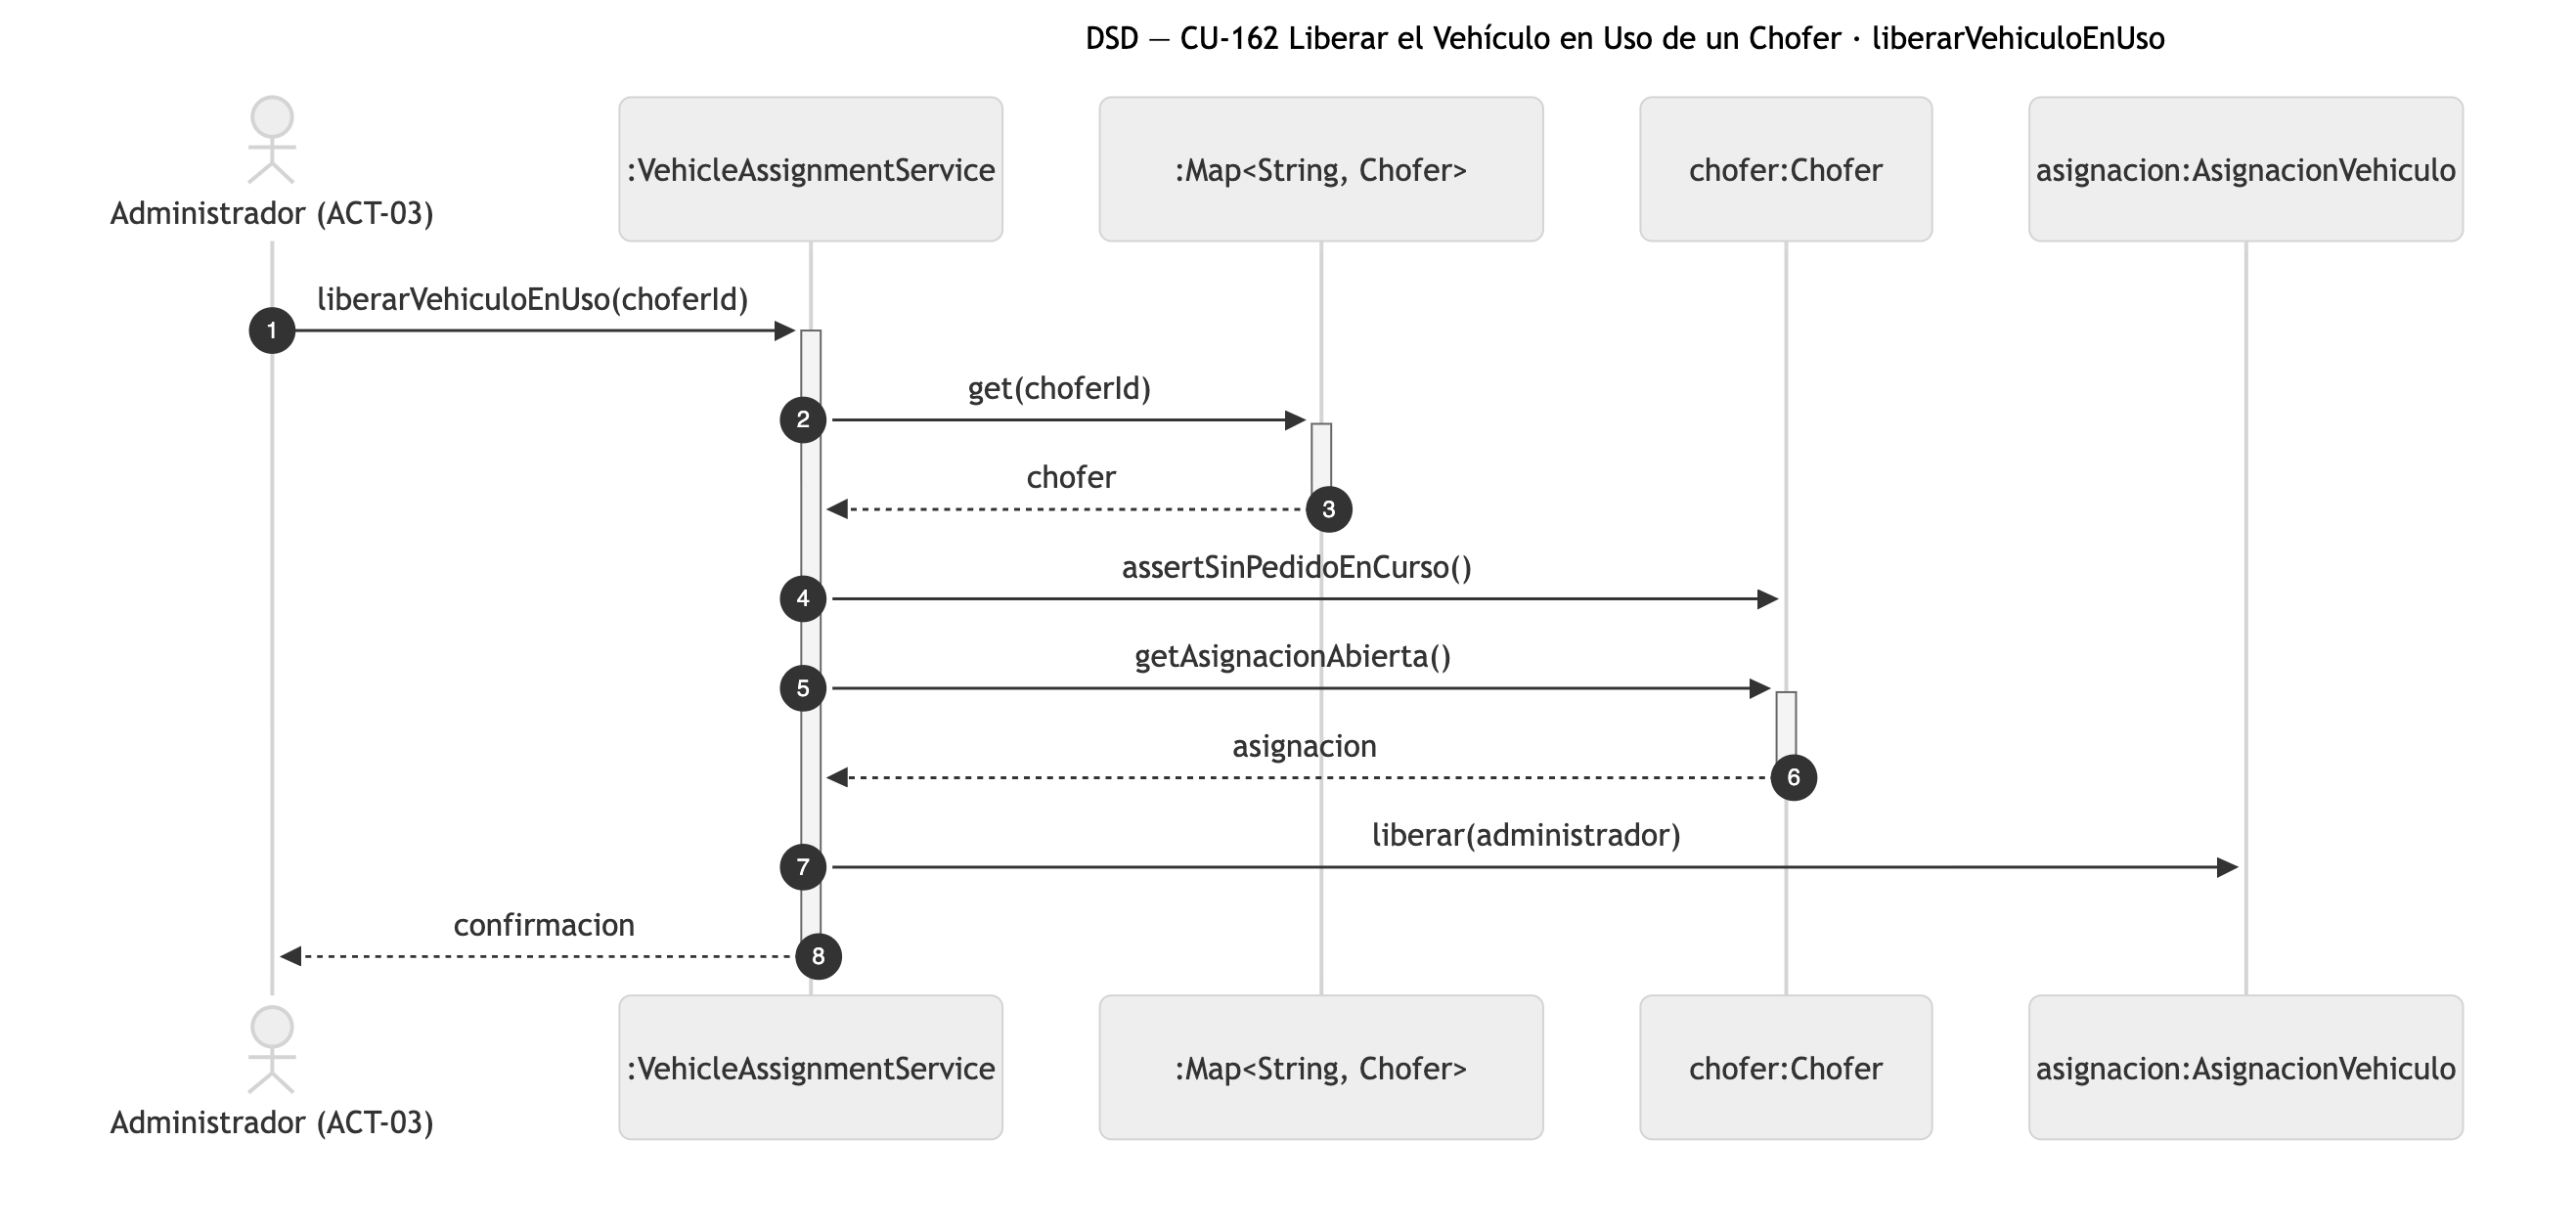 DSD — CU-162 Liberar el Vehículo en Uso de un Chofer · liberarVehiculoEnUso
Administrador (ACT-03)
:VehicleAssignmentService
:Map<String, Chofer>
chofer:Chofer
asignacion:AsignacionVehiculo
liberarVehiculoEnUso(choferId)
1
get(choferId)
2
chofer
3
assertSinPedidoEnCurso()
4
getAsignacionAbierta()
5
asignacion
6
liberar(administrador)
7
confirmacion
8
Administrador (ACT-03)
:VehicleAssignmentService
:Map<String, Chofer>
chofer:Chofer
asignacion:AsignacionVehiculo